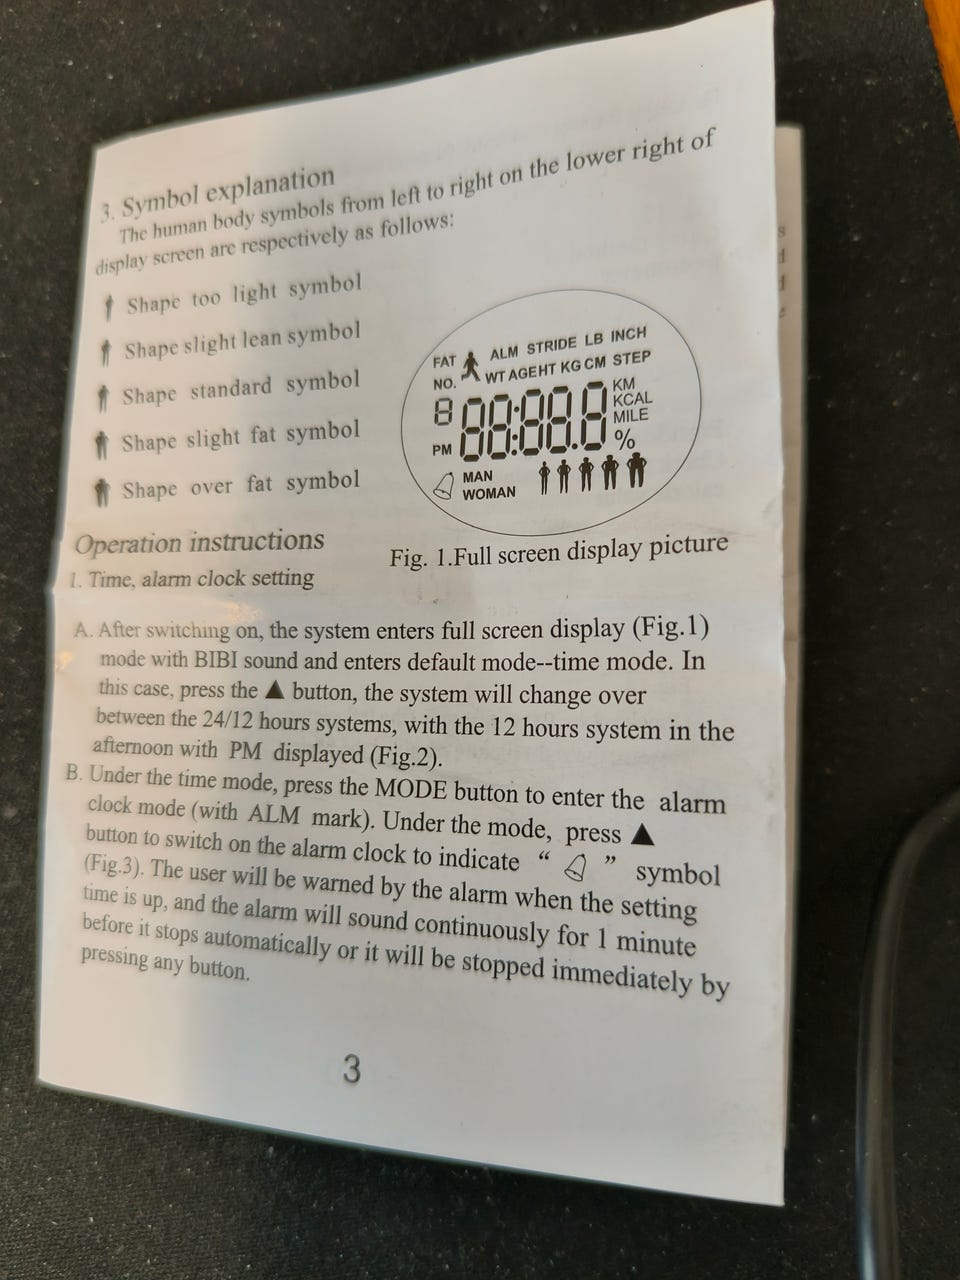 3. Symbol explanation
The human body symbols from left to right on the lower right of
display screen are respectively as follows:
Shape too light symbol
Shape slight lean symbol
Shape standard symbol
Shape slight fat symbol
Shape over fat symbol
FAT ALM STRIDE LB INCH
NO. WT AGE HT KG CM STEP
8 88:88.8 KM
KCAL
MILE
PM %
MAN
WOMAN
Fig. 1.Full screen display picture
Operation instructions
1. Time, alarm clock setting
A. After switching on, the system enters full screen display (Fig.1)
mode with BIBI sound and enters default mode--time mode. In
this case, press the ▲ button, the system will change over
between the 24/12 hours systems, with the 12 hours system in the
afternoon with PM displayed (Fig.2).
B. Under the time mode, press the MODE button to enter the alarm
clock mode (with ALM mark). Under the mode, press ▲
button to switch on the alarm clock to indicate “ ” symbol
(Fig.3). The user will be warned by the alarm when the setting
time is up, and the alarm will sound continuously for 1 minute
before it stops automatically or it will be stopped immediately by
pressing any button.
3